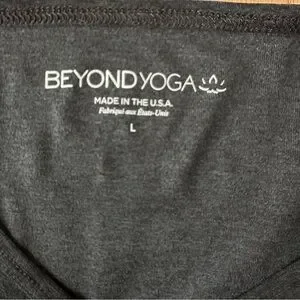 BEYOND YOGA
MADE IN THE U.S.A.
Fabriqué aux États-Unis
L